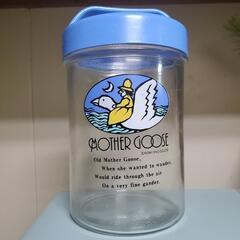 MOTHER GOOSE
Old Mother Goose,
When she wanted to wander,
Would ride through the air
On a very fine gander.